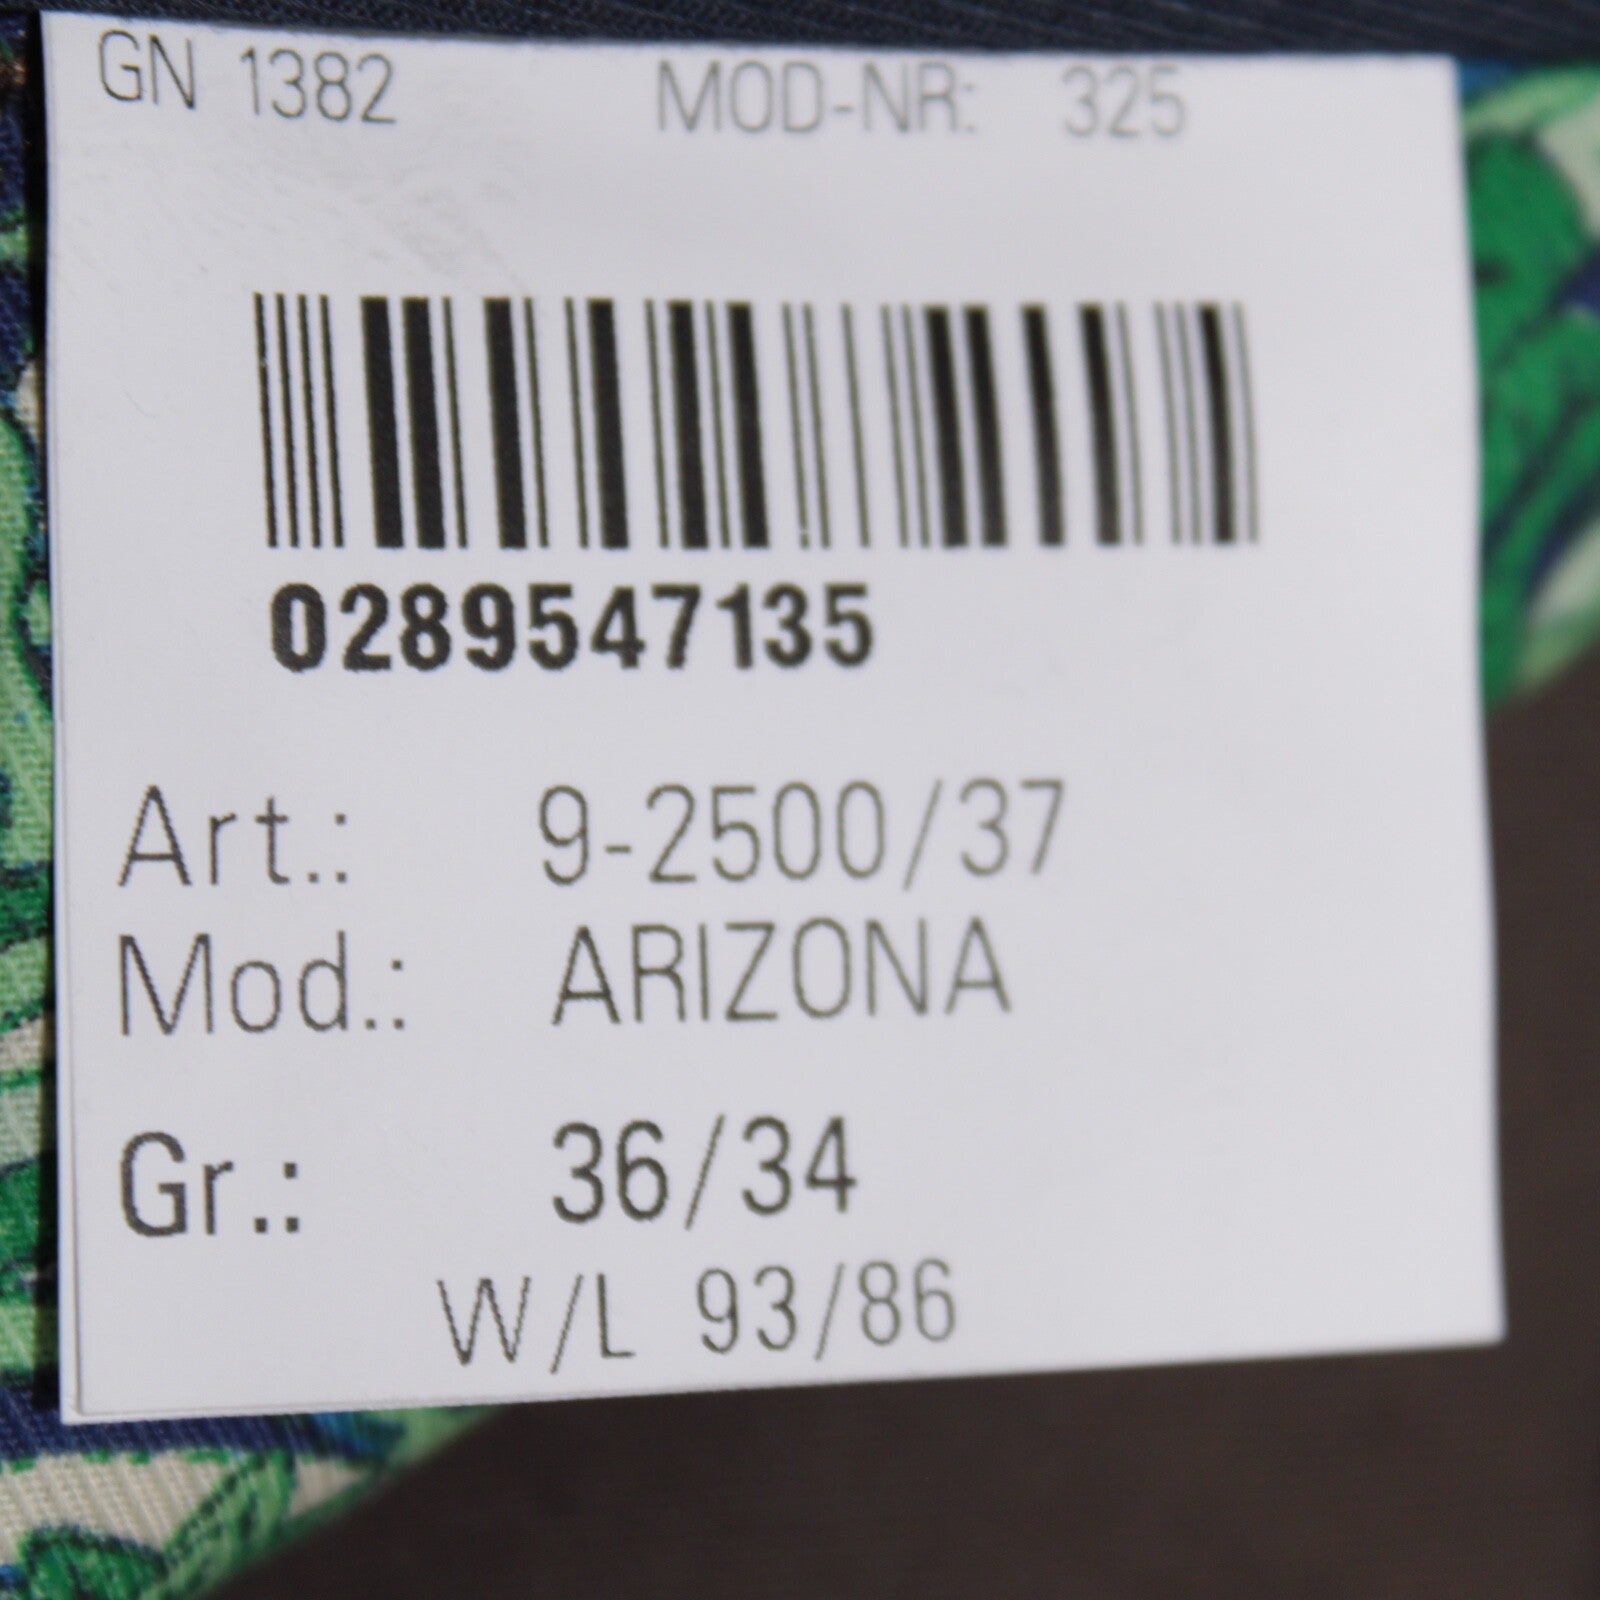 GN 1382 MOD-NR: 325
0289547135
Art.: 9-2500/37
Mod.: ARIZONA
Gr.: 36/34
W/L 93/86